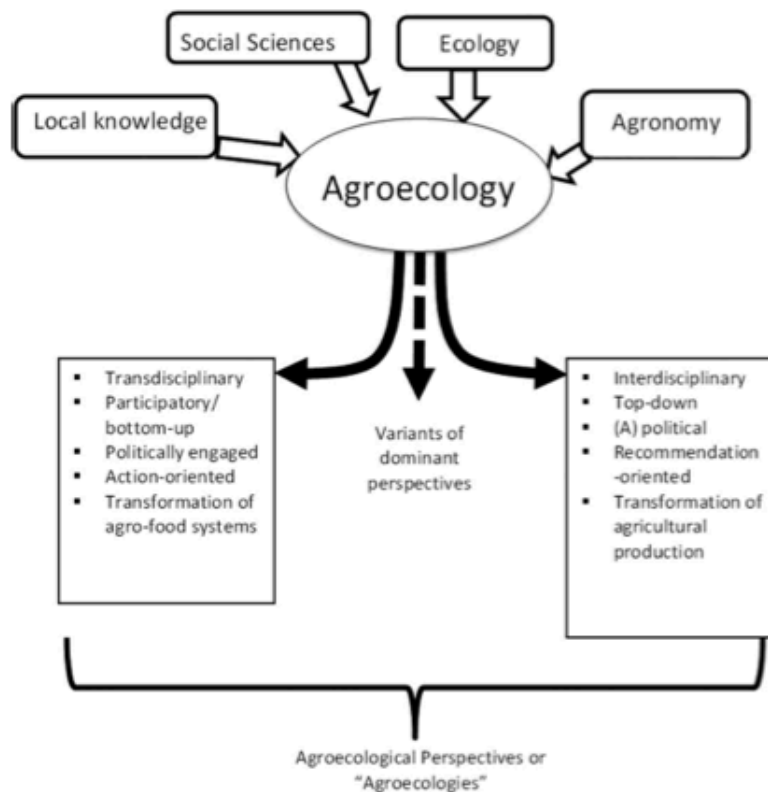 Social Sciences
Ecology
Local knowledge
Agronomy
Agroecology
▪ Transdisciplinary
▪ Participatory/
bottom-up
▪ Politically engaged
▪ Action-oriented
▪ Transformation of
agro-food systems
Variants of
dominant
perspectives
▪ Interdisciplinary
▪ Top-down
▪ (A) political
▪ Recommendation
-oriented
▪ Transformation of
agricultural
production
Agroecological Perspectives or
“Agroecologies”